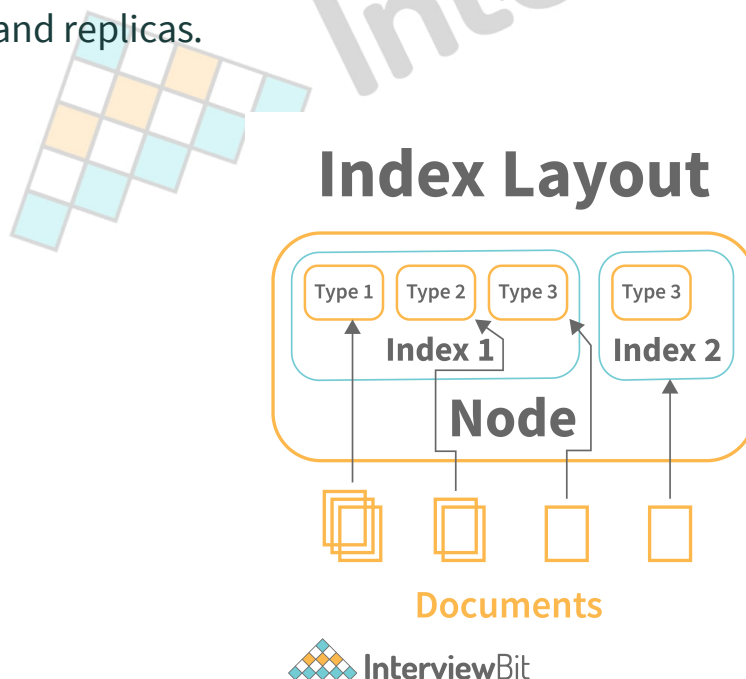 and replicas.
Index Layout
Type 1 Type 2 Type 3 Type 3
Index 1 Index 2
Node
Documents
InterviewBit